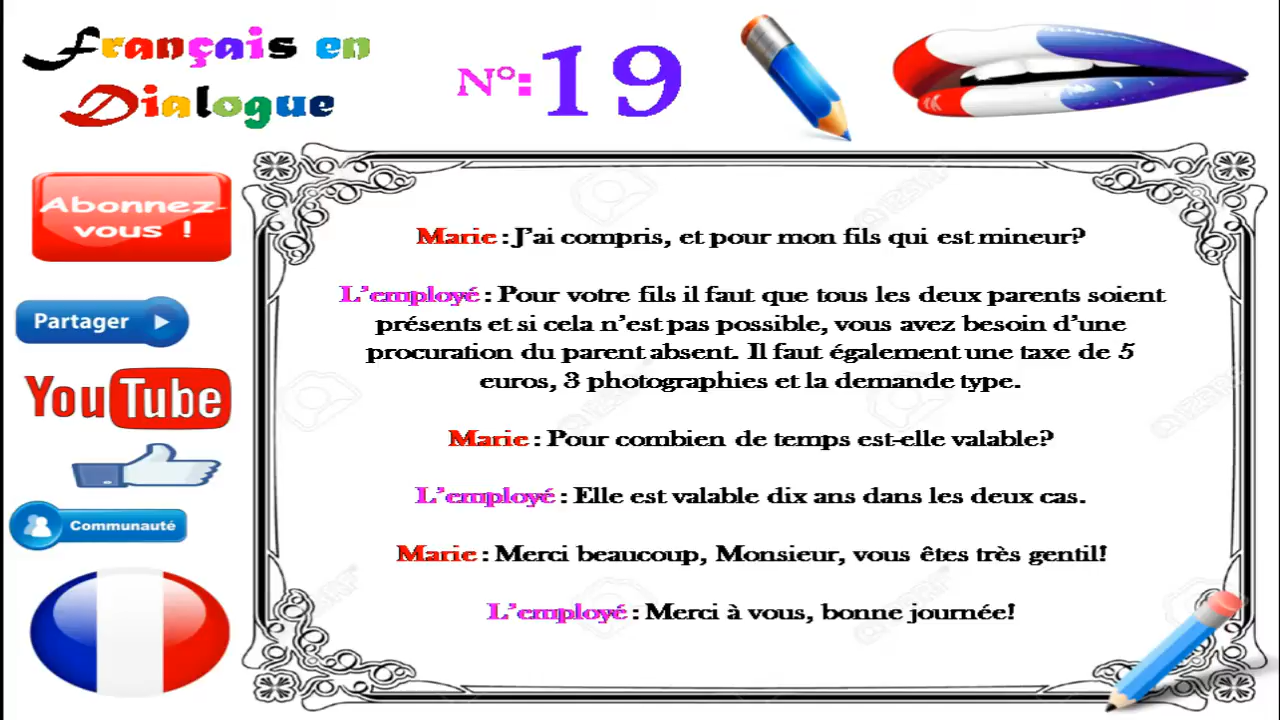 Français en
Dialogue
N°:19
Abonnez-
vous !
Partager
YouTube
Communauté
Marie : J'ai compris, et pour mon fils qui est mineur?
L'employé : Pour votre fils il faut que tous les deux parents soient
présents et si cela n'est pas possible, vous avez besoin d'une
procuration du parent absent. Il faut également une taxe de 5
euros, 3 photographies et la demande type.
Marie : Pour combien de temps est-elle valable?
L'employé : Elle est valable dix ans dans les deux cas.
Marie : Merci beaucoup, Monsieur, vous êtes très gentil!
L'employé : Merci à vous, bonne journée!